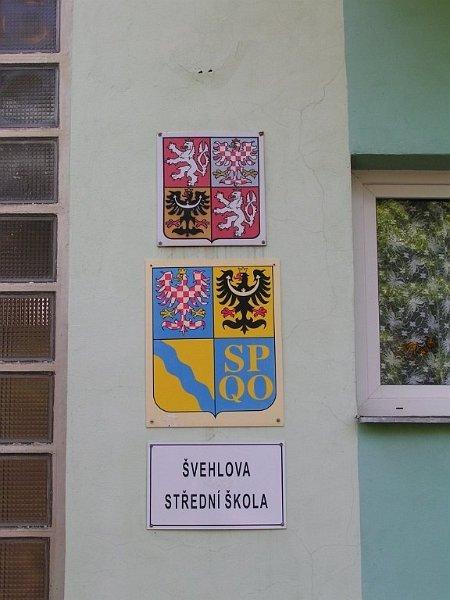 SP
QO
ŠVEHLOVA
STŘEDNÍ ŠKOLA